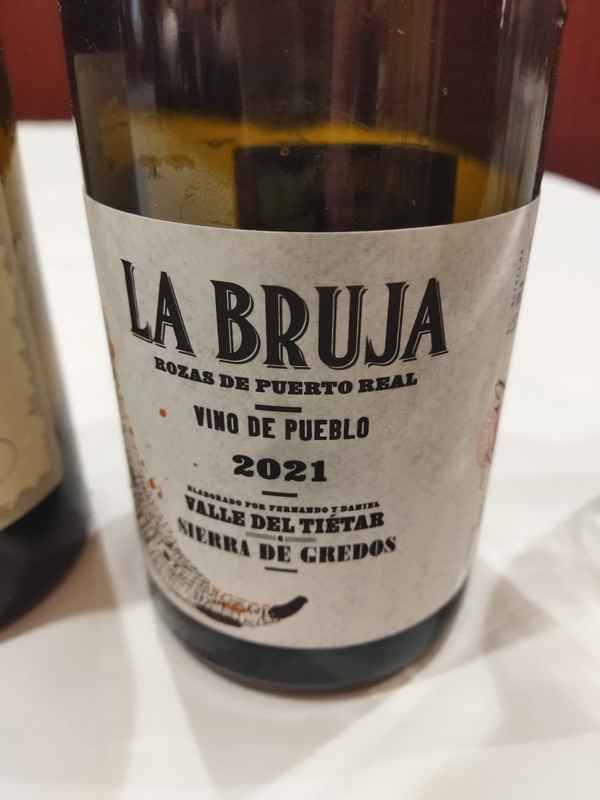 LA BRUJA
ROZAS DE PUERTO REAL
VINO DE PUEBLO
2021
ELABORADO POR FERNANDO Y DANIEL
VALLE DEL TIÉTAR
SIERRA DE GREDOS